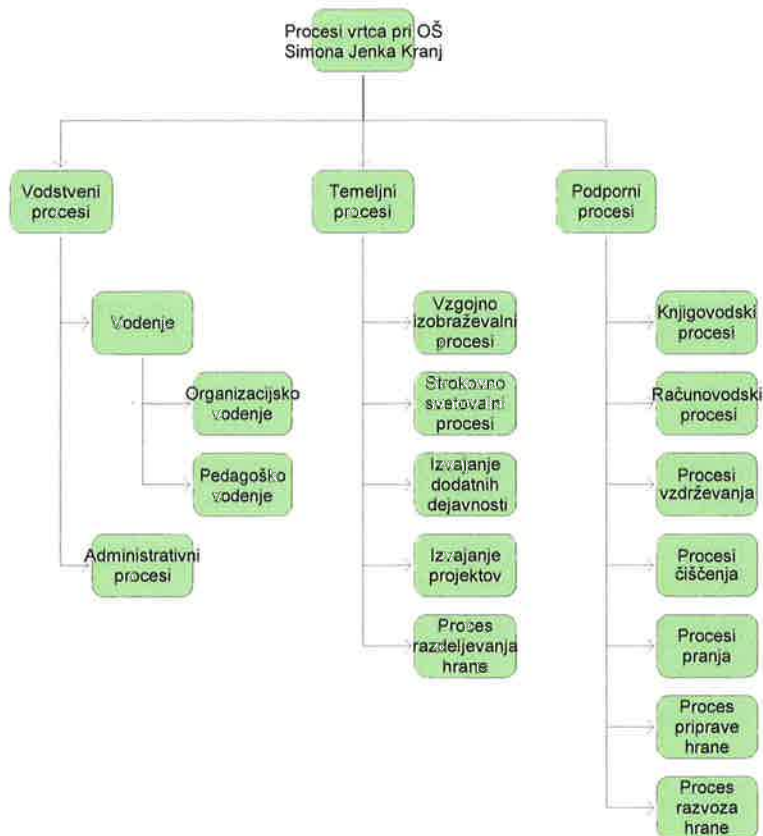 Procesi vrtca pri OŠ
Simona Jenka Kranj
Vodstveni
procesi
Temeljni
procesi
Podporni
procesi
Vodenje
Organizacijsko
vodenje
Pedagoško
vodenje
Administrativni
procesi
Vzgojno
izobraževalni
procesi
Strokovno
svetovalni
procesi
Izvajanje
dodatnih
dejavnosti
Izvajanje
projektov
Proces
razdeljevanja
hrane
Knjigovodski
procesi
Računovodski
procesi
Procesi
vzdrževanja
Procesi
čiščenja
Procesi
pranja
Proces
priprave
hrane
Proces
razvoza
hrane